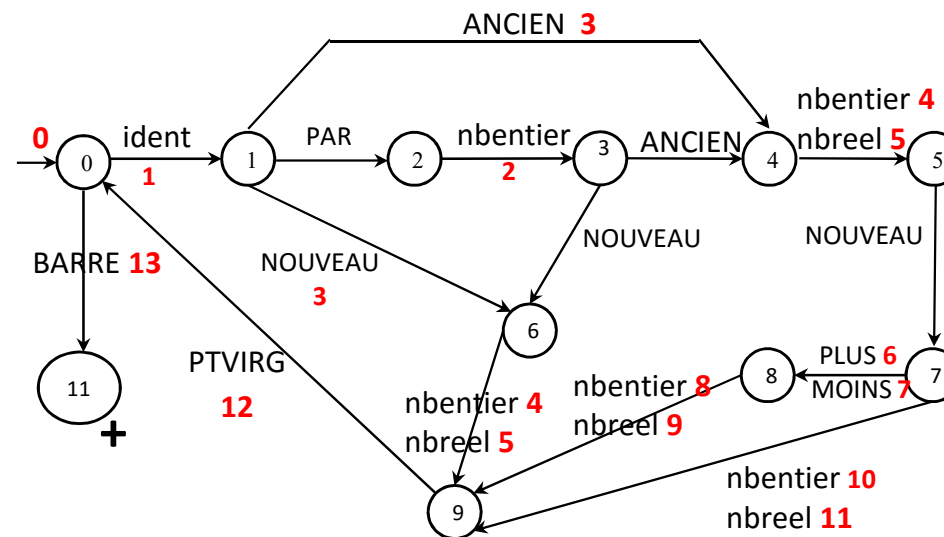 ANCIEN 3
nbentier 4
nbreel 5
0
ident
1
PAR
nbentier
2
ANCIEN
0
1
2
3
4
5
BARRE 13
NOUVEAU
3
NOUVEAU
NOUVEAU
6
PTVIRG
12
11
+
nbentier 4
nbreel 5
nbentier 8
nbreel 9
8
PLUS 6
MOINS 7
7
9
nbentier 10
nbreel 11